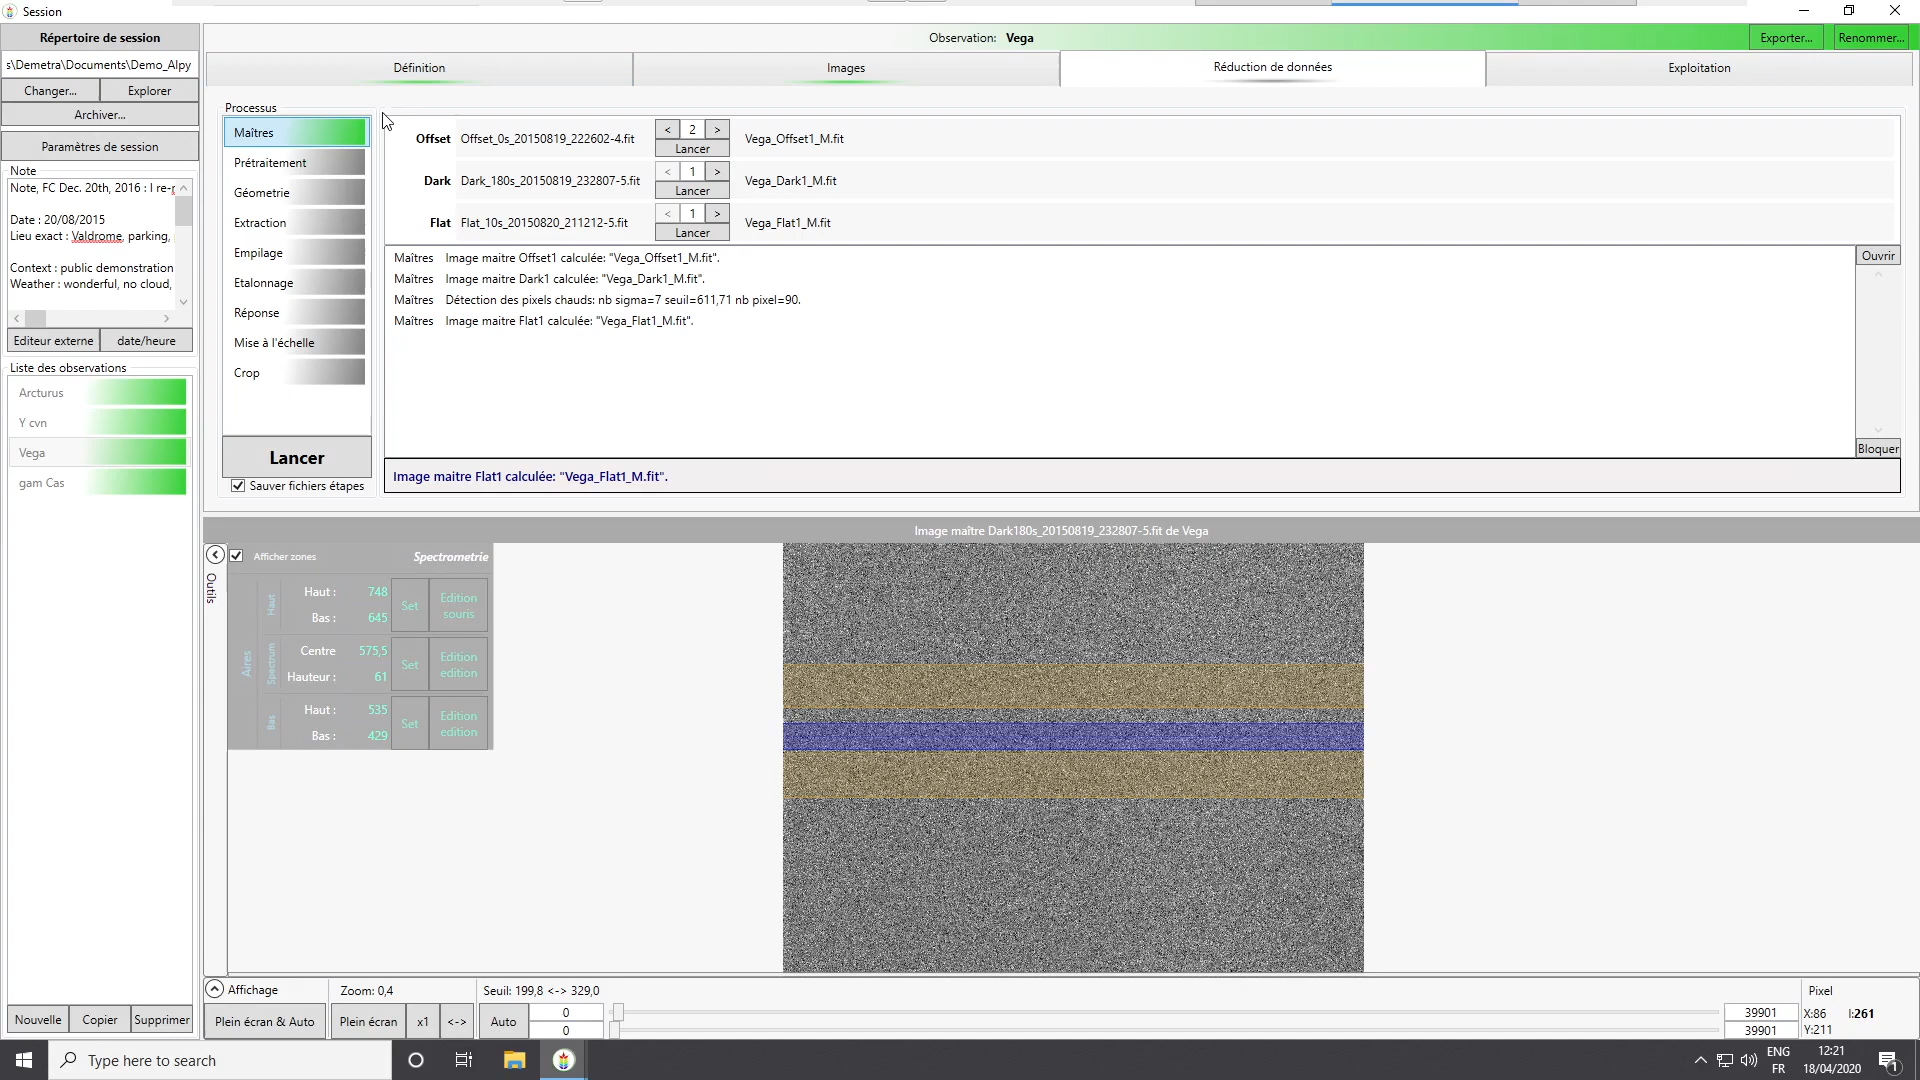 Session
Répertoire de session
s\Demetra\Documents\Demo_Alpy
Changer...
Explorer
Archiver...
Paramètres de session
Note
Note, FC Dec. 20th, 2016 : I re-p
Date : 20/08/2015
Lieu exact : Valdrome, parking,
Context : public demonstration
Weather : wonderful, no cloud,
Editeur externe
date/heure
Liste des observations
Arcturus
Y cvn
Vega
gam Cas
Nouvelle
Copier
Supprimer
Observation: Vega
Exporter...
Renommer...
Définition
Images
Réduction de données
Exploitation
Processus
Maîtres
Prétraitement
Géometrie
Extraction
Empilage
Etalonnage
Réponse
Mise à l'échelle
Crop
Lancer
Sauver fichiers étapes
Offset Offset_0s_20150819_222602-4.fit < 2 > Vega_Offset1_M.fit
Lancer
Dark Dark_180s_20150819_232807-5.fit < 1 > Vega_Dark1_M.fit
Lancer
Flat Flat_10s_20150820_211212-5.fit < 1 > Vega_Flat1_M.fit
Lancer
Maîtres Image maitre Offset1 calculée: "Vega_Offset1_M.fit".
Maîtres Image maitre Dark1 calculée: "Vega_Dark1_M.fit".
Maîtres Détection des pixels chauds: nb sigma=7 seuil=611,71 nb pixel=90.
Maîtres Image maitre Flat1 calculée: "Vega_Flat1_M.fit".
Ouvrir
Bloquer
Image maitre Flat1 calculée: "Vega_Flat1_M.fit".
Image maître Dark180s_20150819_232807-5.fit de Vega
Outils
Afficher zones
Spectrometrie
Aires
Haut
Haut : 748
Bas : 645
Set
Edition souris
Spectrum
Centre 575,5
Hauteur : 61
Set
Edition edition
Bas
Haut : 535
Bas : 429
Set
Edition edition
Affichage
Plein écran & Auto
Zoom: 0,4
Plein écran
x1
<->
Seuil: 199,8 <-> 329,0
Auto
0
0
39901
39901
Pixel
X:86 I:261
Y:211
Type here to search
ENG
FR
12:21
18/04/2020
1